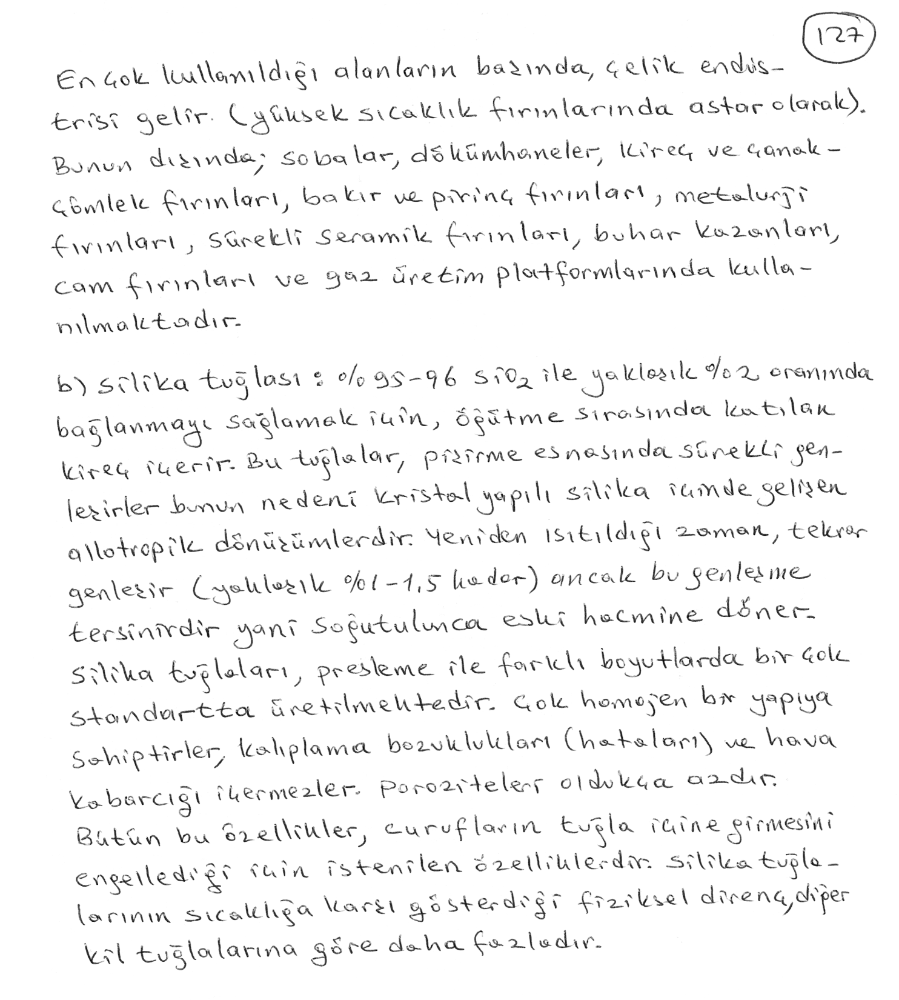 127
En çok kullanıldığı alanların başında, çelik endüs-
trisi gelir. (yüksek sıcaklık fırınlarında astar olarak).
Bunun dışında; sobalar, dökümhaneler, kireç ve çanak-
çömlek fırınları, bakır ve pirinç fırınları, metalurji
fırınları, sürekli seramik fırınları, buhar kazanları,
cam fırınları ve gaz üretim platformlarında kulla-
nılmaktadır.
b) silika tuğlası : %95-96 SiO₂ ile yaklaşık %2 oranında
bağlanmayı sağlamak için, öğütme sırasında katılan
kireç içerir. Bu tuğlalar, pişirme esnasında sürekli gen-
leşirler bunun nedeni kristal yapılı silika içinde gelişen
allotropik dönüşümlerdir. Yeniden ısıtıldığı zaman, tekrar
genleşir (yaklaşık %1-1,5 kadar) ancak bu genleşme
tersinirdir yani soğutulunca eski hacmine döner.
Silika tuğlaları, presleme ile farklı boyutlarda bir çok
standartta üretilmektedir. Çok homojen bir yapıya
sahiptirler, kalıplama bozuklukları (hataları) ve hava
kabarcığı içermezler. Poroziteleri oldukça azdır.
Bütün bu özellikler, curufların tuğla içine girmesini
engellediği için istenilen özelliklerdir. Silika tuğla-
larının sıcaklığa karşı gösterdiği fiziksel direnç, diğer
kil tuğlalarına göre daha fazladır.